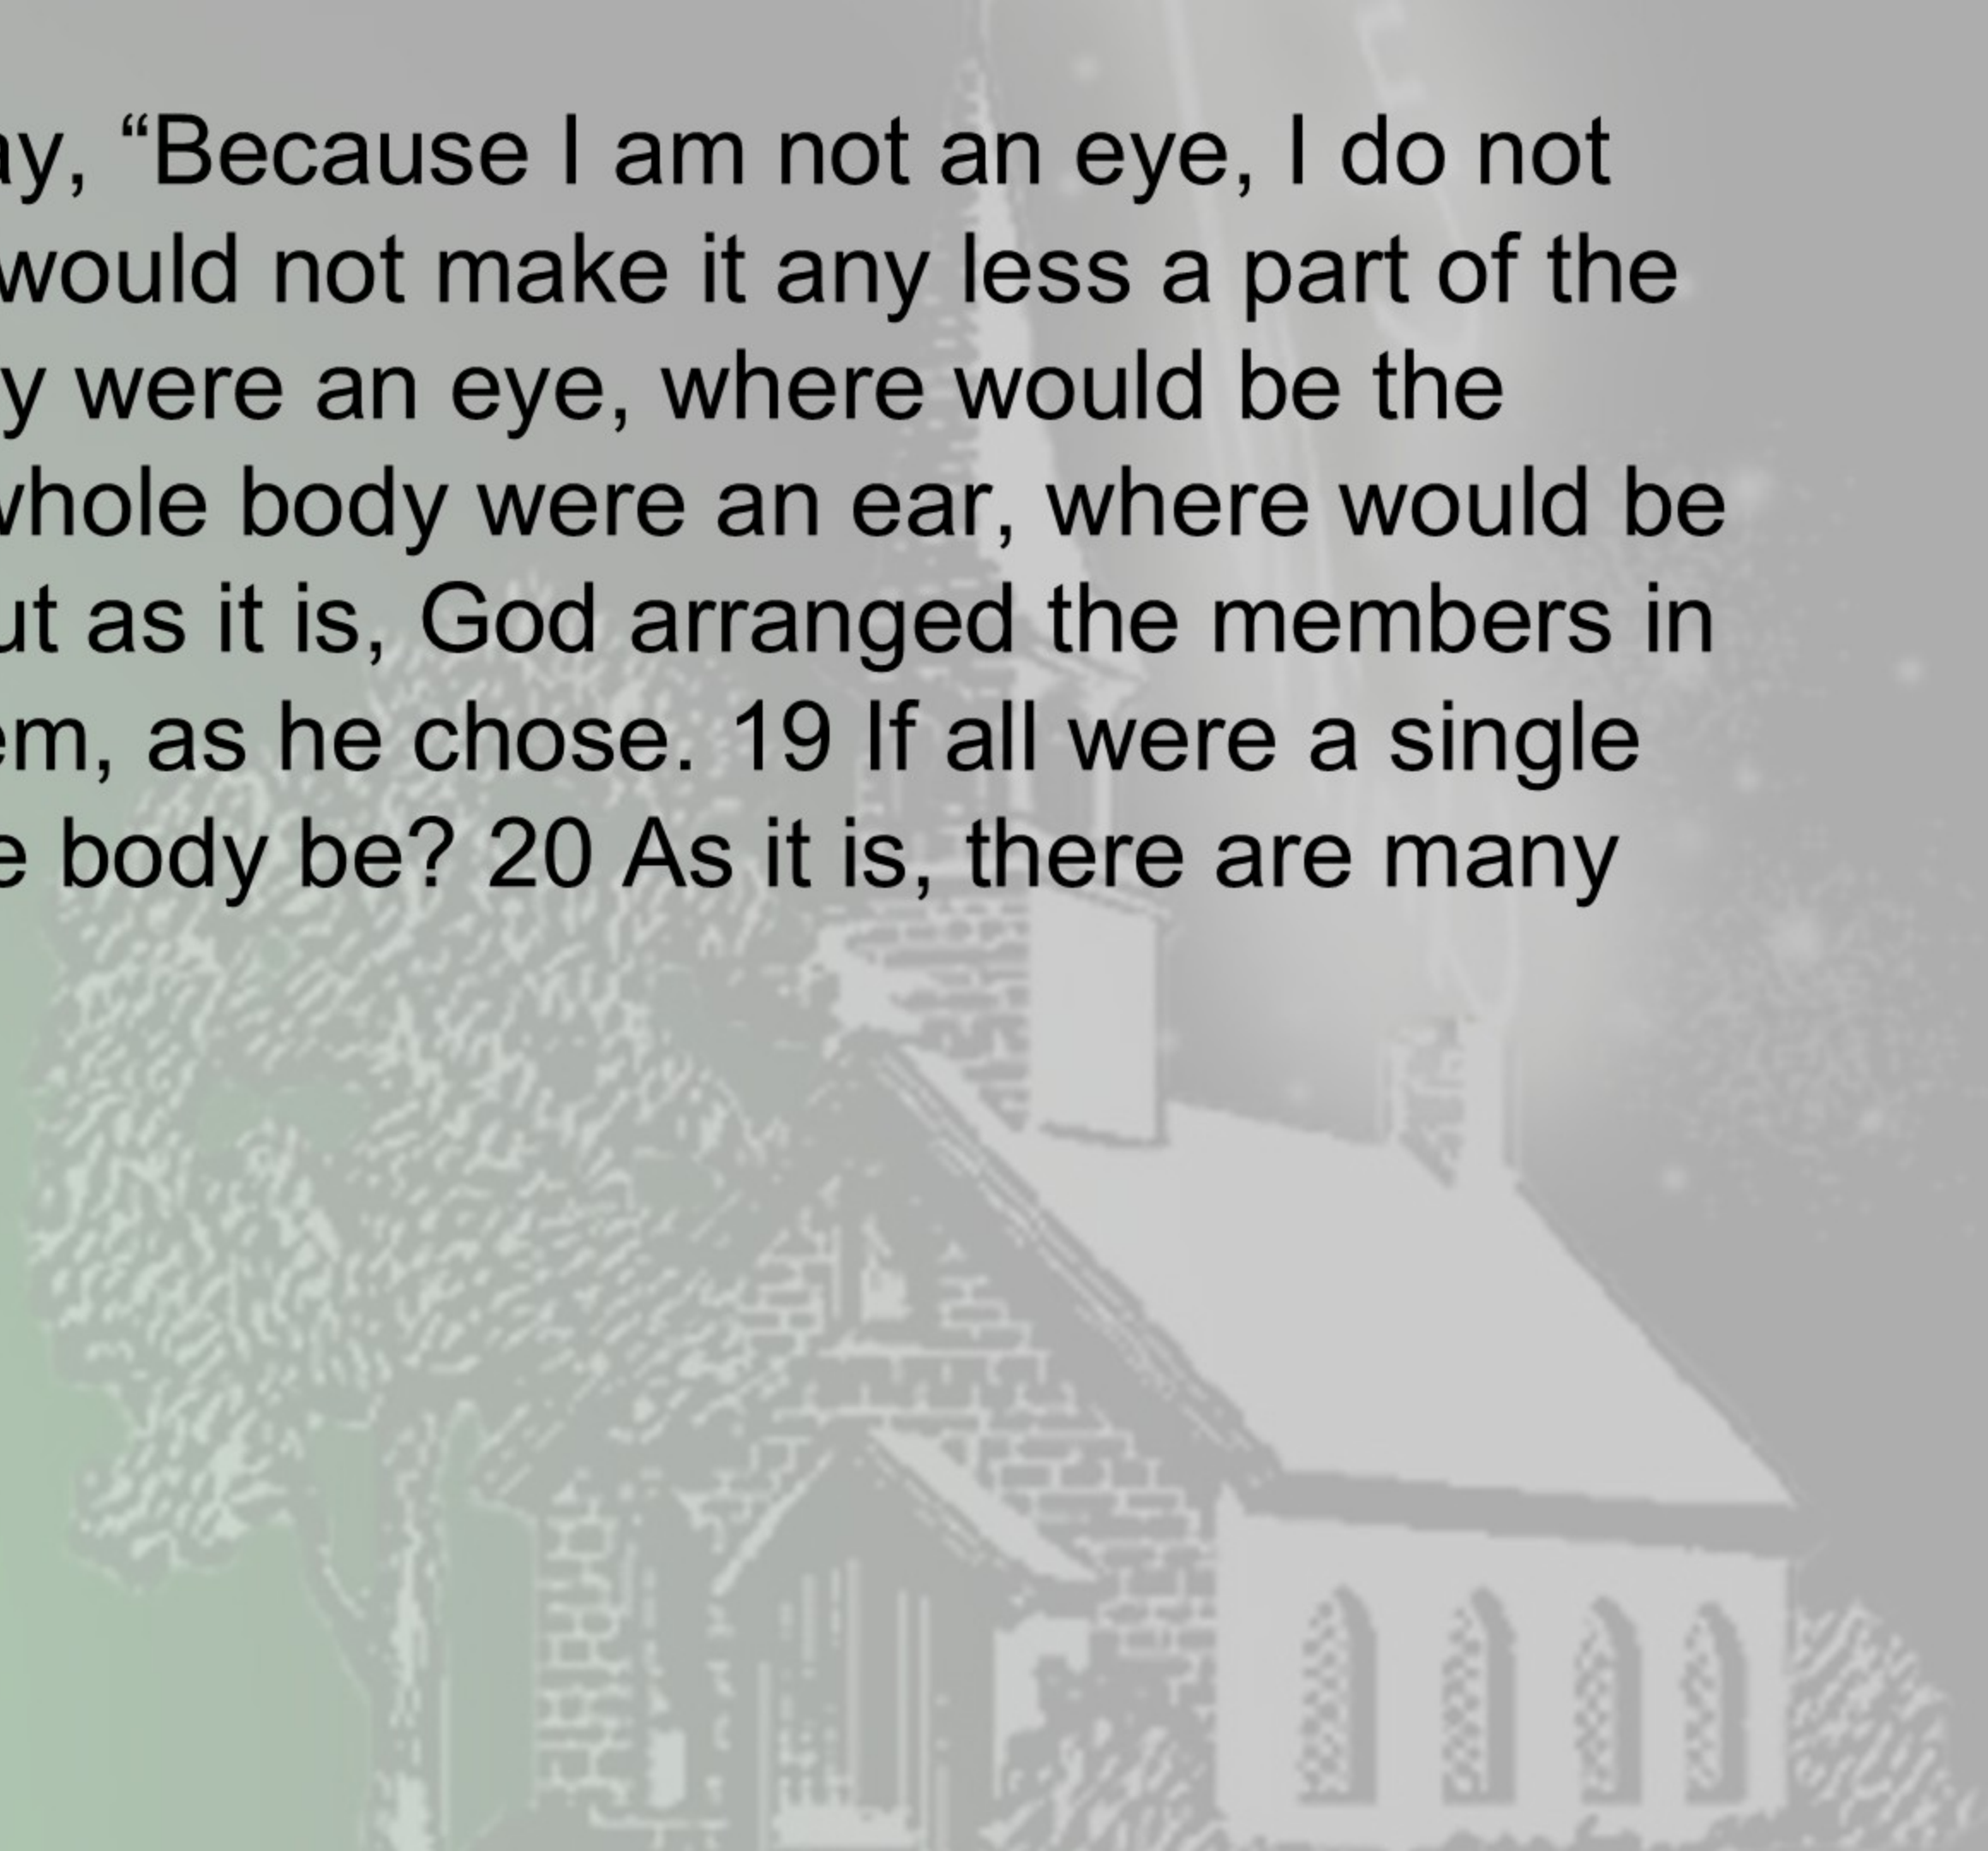 ay, “Because I am not an eye, I do not
would not make it any less a part of the
y were an eye, where would be the
whole body were an ear, where would be
ut as it is, God arranged the members in
em, as he chose. 19 If all were a single
e body be? 20 As it is, there are many